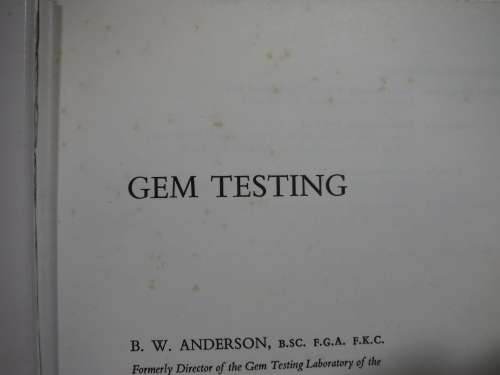 GEM TESTING
B. W. ANDERSON, B.SC. F.G.A. F.K.C.
Formerly Director of the Gem Testing Laboratory of the